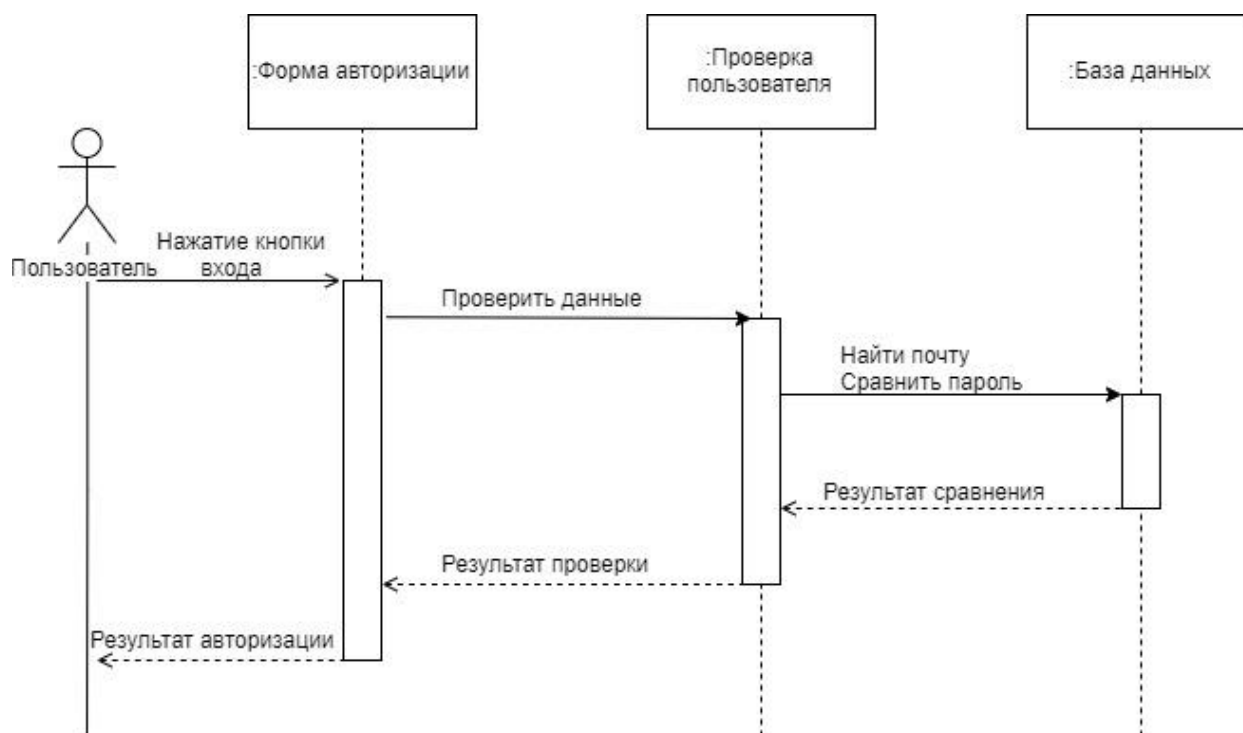 :Форма авторизации
:Проверка
пользователя
:База данных
Нажатие кнопки
входа
Пользователь
Проверить данные
Найти почту
Сравнить пароль
Результат сравнения
Результат проверки
Результат авторизации